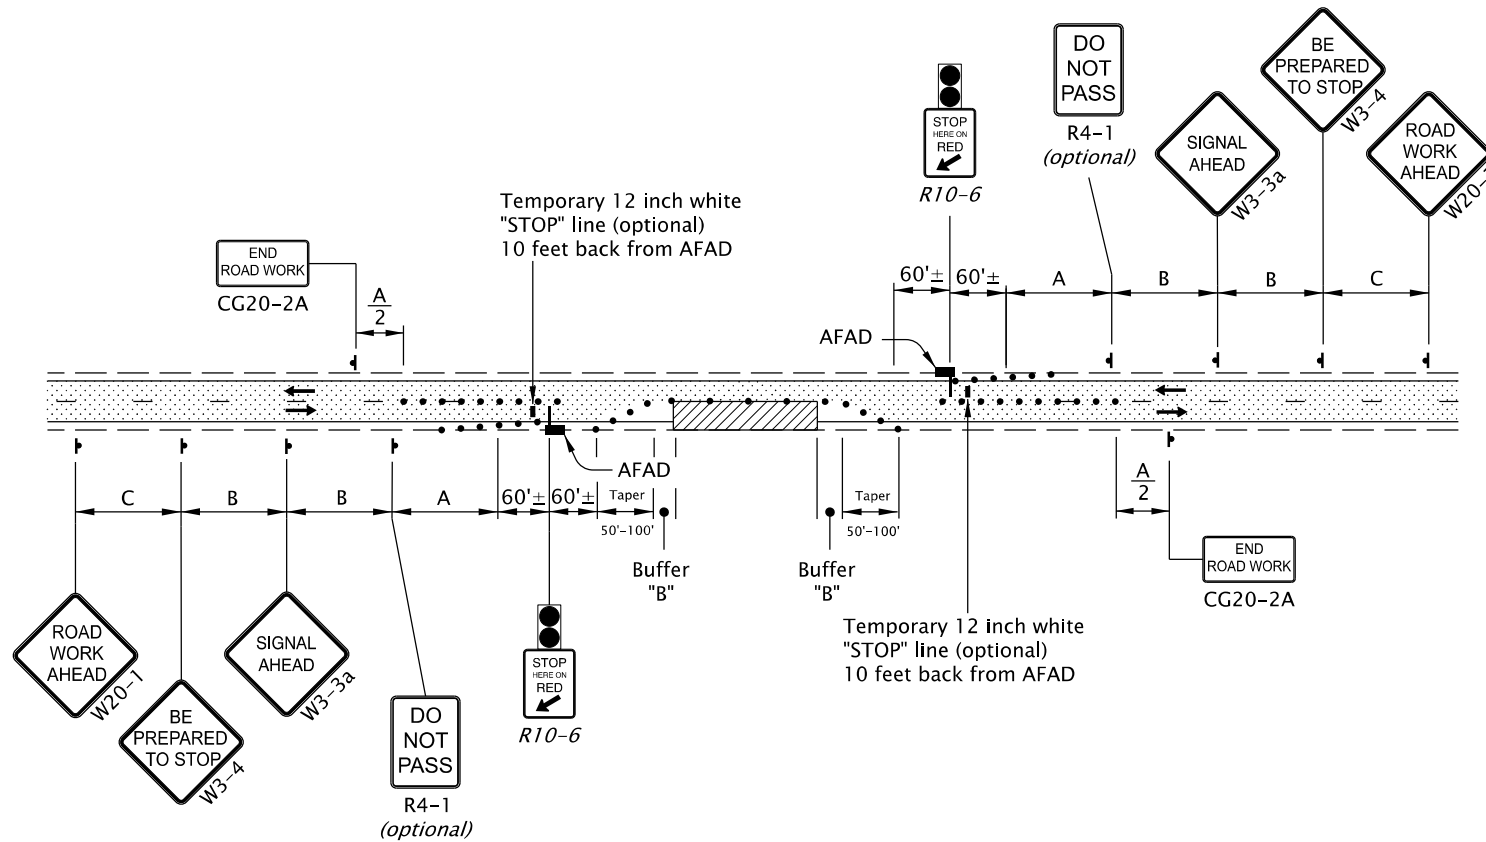 DO
NOT
PASS
R4-1
(optional)
BE
PREPARED
TO STOP
W3-4
STOP
HERE ON
RED
R10-6
SIGNAL
AHEAD
W3-3a
ROAD
WORK
AHEAD
Temporary 12 inch white
"STOP" line (optional)
10 feet back from AFAD
END
ROAD WORK
CG20-2A
A
2
60'±
60'±
A
B
B
C
AFAD
AFAD
C
B
B
A
60'±
60'±
Taper
50'-100'
Buffer
"B"
Buffer
"B"
Taper
50'-100'
A
2
END
ROAD WORK
CG20-2A
ROAD
WORK
AHEAD
W20-1
BE
PREPARED
TO STOP
W3-4
SIGNAL
AHEAD
W3-3a
DO
NOT
PASS
R4-1
(optional)
STOP
HERE ON
RED
R10-6
Temporary 12 inch white
"STOP" line (optional)
10 feet back from AFAD